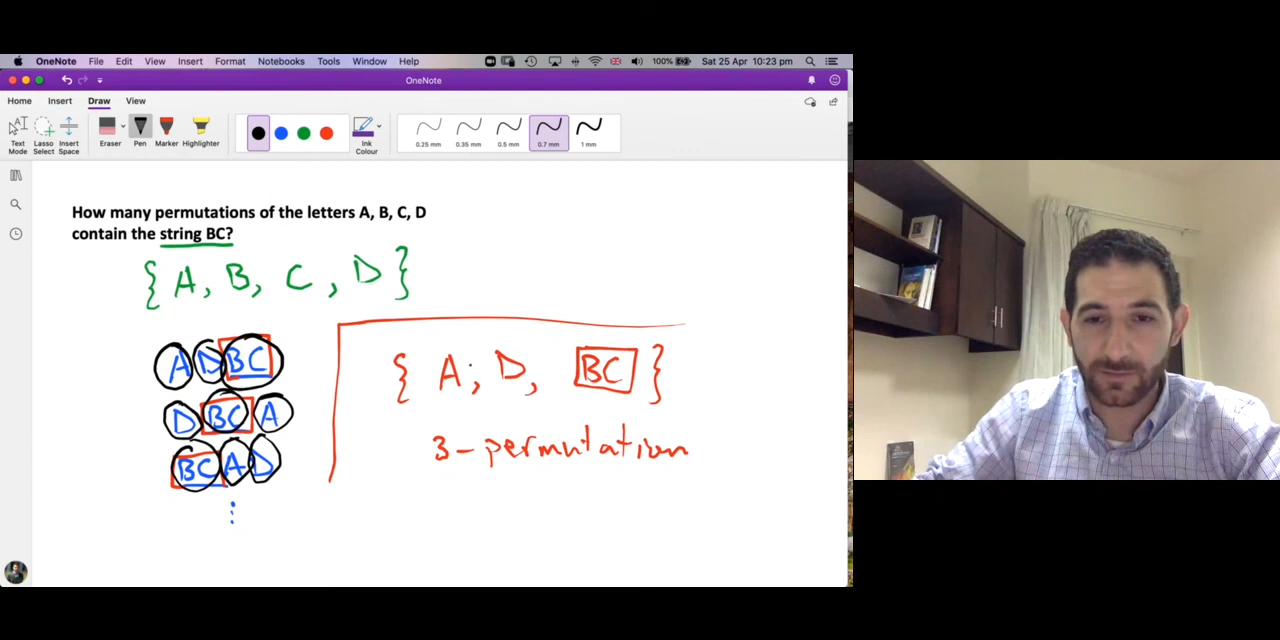 OneNote File Edit View Insert Format Notebooks Tools Window Help 100% Sat 25 Apr 10:23 pm
OneNote
Home Insert Draw View
Text Mode Lasso Select Insert Space Eraser Pen Marker Highlighter Ink Colour 0.25 mm 0.35 mm 0.5 mm 0.7 mm 1 mm
How many permutations of the letters A, B, C, D
contain the string BC?
{ A, B, C, D }
A D BC
D BC A
BC A D
⋮
{ A, D, BC }
3 - permutation